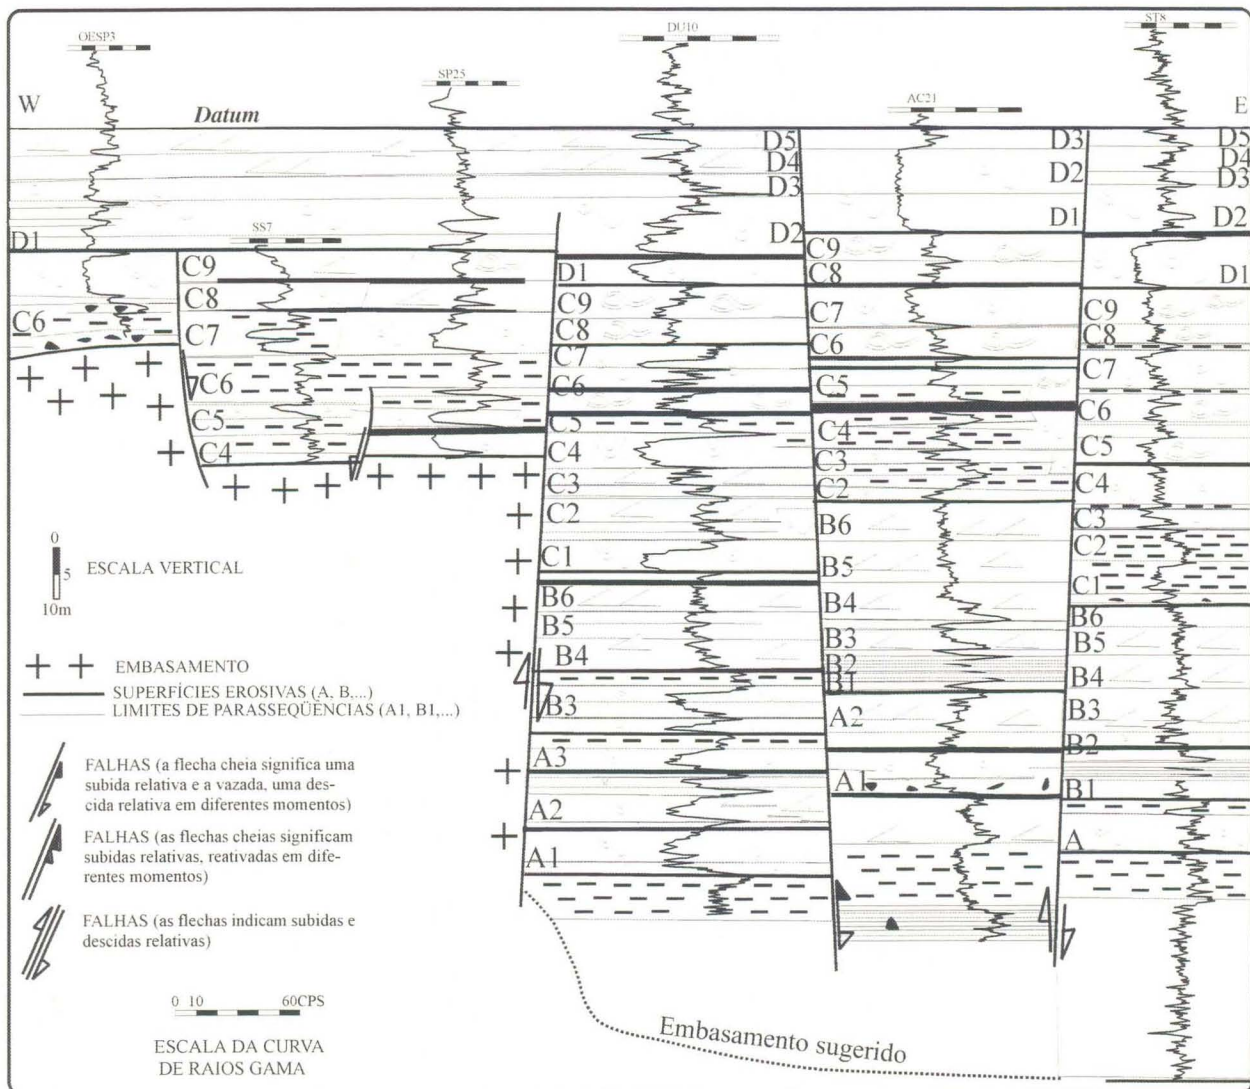 OESP3
SP25
DU10
AC21
ST8
W
Datum
E
SS7
D1
C6
C9
C8
C7
C6
C5
C4
D5
D4
D3
D2
D1
C9
C8
C7
C6
C5
C4
C3
C2
C1
B6
B5
B4
B3
A3
A2
A1
D3
D2
D1
C9
C8
C7
C6
C5
C4
C3
C2
B6
B5
B4
B3
B2
B1
A2
A1
D5
D4
D3
D2
D1
C9
C8
C7
C6
C5
C4
C3
C2
C1
B6
B5
B4
B3
B2
B1
A
0
5
10m
ESCALA VERTICAL
EMBASAMENTO
SUPERFÍCIES EROSIVAS (A, B,...)
LIMITES DE PARASSEQÜÊNCIAS (A1, B1,...)
FALHAS (a flecha cheia significa uma
subida relativa e a vazada, uma des-
cida relativa em diferentes momentos)
FALHAS (as flechas cheias significam
subidas relativas, reativadas em dife-
rentes momentos)
FALHAS (as flechas indicam subidas e
descidas relativas)
0 10 60CPS
ESCALA DA CURVA
DE RAIOS GAMA
Embasamento sugerido